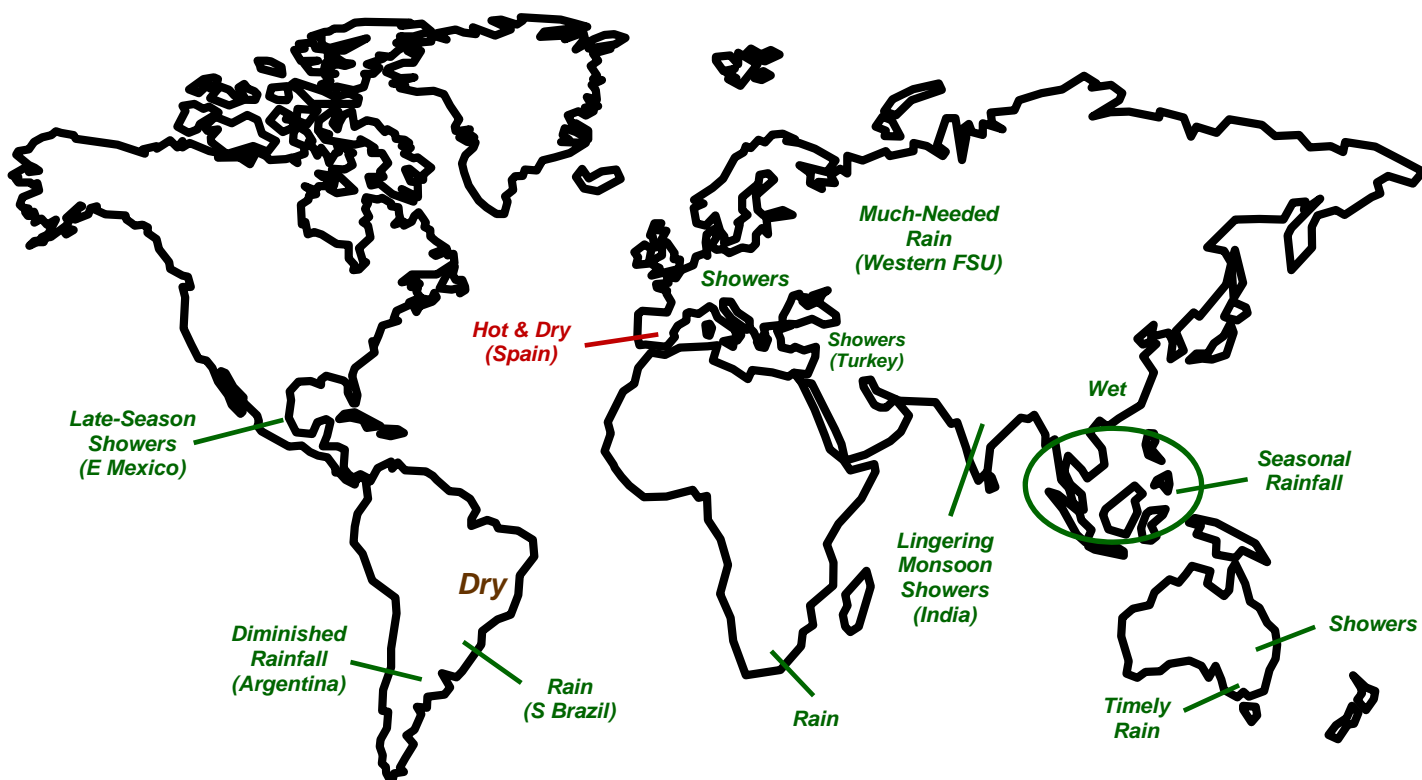 Much-Needed
Rain
(Western FSU)
Showers
Hot & Dry
(Spain)
Showers
(Turkey)
Wet
Late-Season
Showers
(E Mexico)
Seasonal
Rainfall
Lingering
Monsoon
Showers
(India)
Dry
Diminished
Rainfall
(Argentina)
Rain
(S Brazil)
Rain
Showers
Timely
Rain